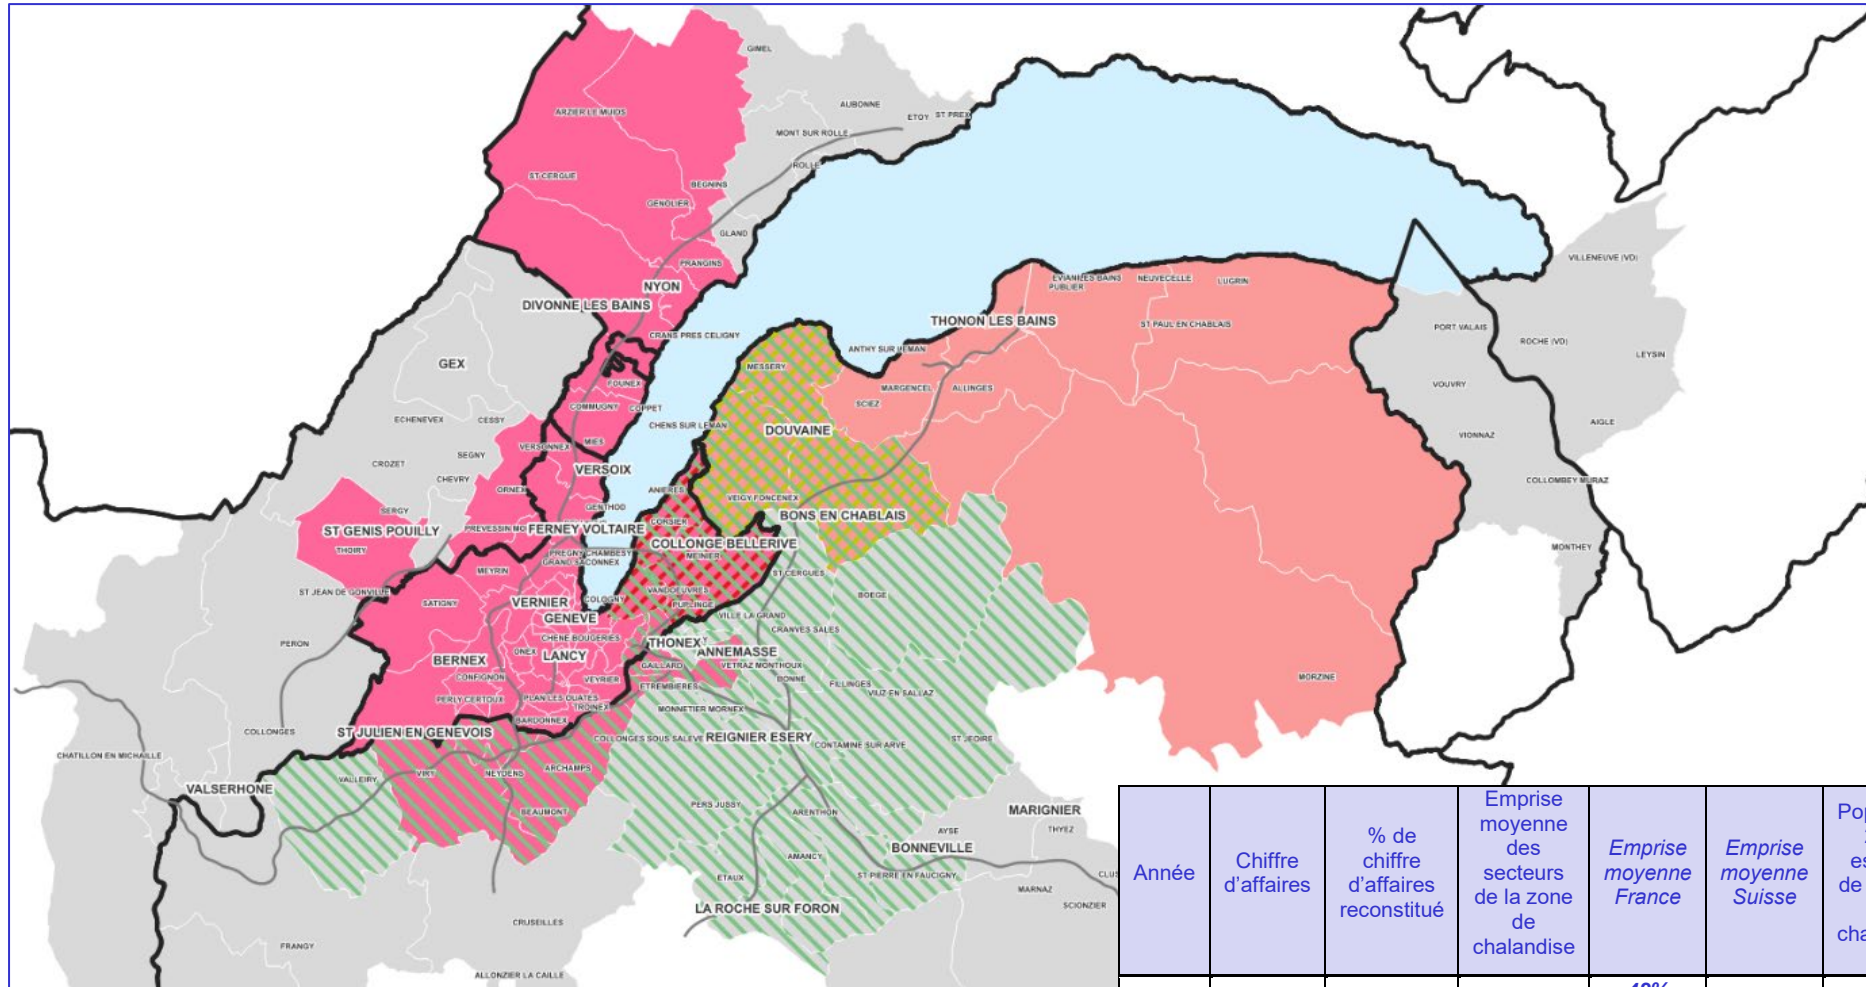 GIMEL
ARZIER LE MUIDS
AUBONNE
ETOY
ST PREX
MONT SUR ROLLE
ROLLE
ST CERGUE
BEGNINS
GENOLIER
GLAND
PRANGINS
VILLENEUVE (VD)
NYON
DIVONNE LES BAINS
EVIAN LES BAINS
PUBLIER
NEUVECELLE
LUGRIN
THONON LES BAINS
ST PAUL EN CHABLAIS
PORT VALAIS
CRANS PRES CELIGNY
ROCHE (VD)
ANTHY SUR LEMAN
LEYSIN
GEX
MESSERY
FOUNEX
MARGENCEL
ALLINGES
VOUVRY
SCIEZ
COMMUGNY
COPPET
ECHENEVEX
CESSY
CHENS SUR LEMAN
AIGLE
DOUVAINE
VIONNAZ
VERSONNEX
MIES
SEGNY
CROZET
VERSOIX
CHEVRY
COLLOMBEY MURAZ
ORNEX
ANIERES
VEIGY FONCENEX
GENTHOD
SERGY
BONS EN CHABLAIS
CORSIER
ST GENIS POUILLY
PREVESSIN MO
FERNEY VOLTAIRE
COLLONGE BELLERIVE
THOIRY
PREGNY CHAMBESY
MEINIER
MONTHEY
GRAND SACONNEX
MEYRIN
ST CERGUES
ST JEAN DE GONVILLE
VANDOEUVRES
BOEGE
SATIGNY
VERNIER
COLOGNY
PUPLINGE
GENEVE
VILLE LA GRAND
CRANVES SALES
PERON
CHENE BOUGERIES
THONEX
ONEX
LANCY
ANNEMASSE
BERNEX
GAILLARD
VETRAZ MONTHOUX
CONFIGNON
VEYRIER
BONNE
MORZINE
ETREMBIERES
FILLINGES
VIUZ EN SALLAZ
PERLY CERTOUX
PLAN LES OUATES
TROINEX
MONNETIER MORNEX
BARDONNEX
COLLONGES
ST JULIEN EN GENEVOIS
COLLONGES SOUS SALEVE
REIGNIER ESERY
ST JEOIRE
CONTAMINE SUR ARVE
CHATILLON EN MICHAILLE
VALLEIRY
VIRY
NEYDENS
ARCHAMPS
VALSERHONE
PERS JUSSY
ARENTHON
MARIGNIER
BEAUMONT
AYSE
THYEZ
BONNEVILLE
AMANCY
ETAUX
ST PIERRE EN FAUCIGNY
CLUS
MARNAZ
SCIONZIER
LA ROCHE SUR FORON
CRUSEILLES
FRANGY
ALLONZIER LA CAILLE
Année
Chiffre
d'affaires
% de
chiffre
d'affaires
reconstitué
Emprise
moyenne
des
secteurs
de la zone
de
chalandise
Emprise
moyenne
France
Emprise
moyenne
Suisse
Pop
es
de
cha